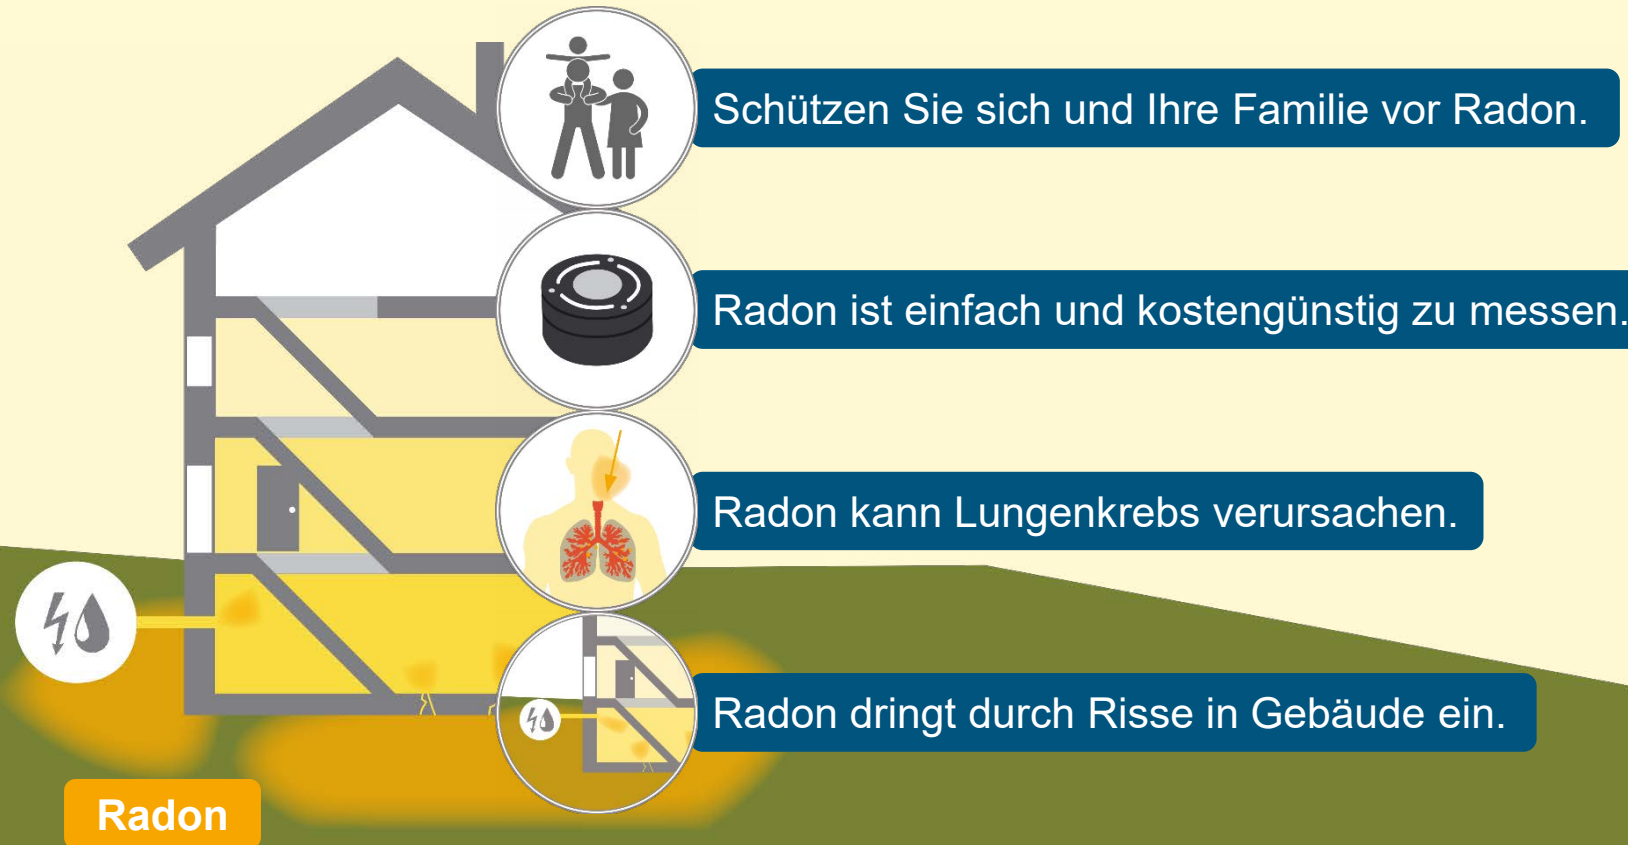 Schützen Sie sich und Ihre Familie vor Radon.
Radon ist einfach und kostengünstig zu messen.
Radon kann Lungenkrebs verursachen.
Radon dringt durch Risse in Gebäude ein.
Radon